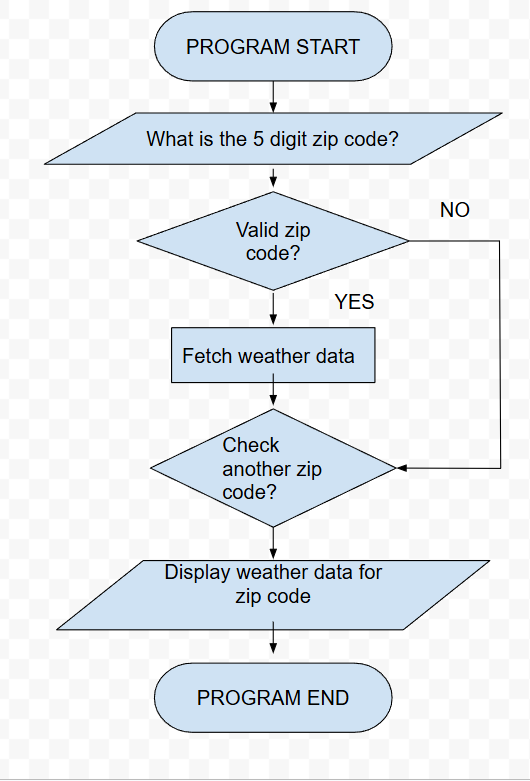 PROGRAM START
What is the 5 digit zip code?
NO
Valid zip
code?
YES
Fetch weather data
Check
another zip
code?
Display weather data for
zip code
PROGRAM END